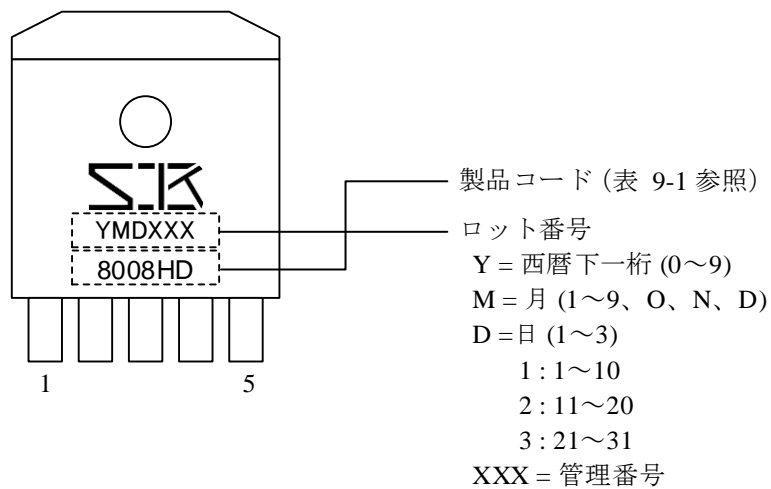 SK
YMDXXX
8008HD
1
5
製品コード (表 9-1 参照)
ロット番号
Y = 西暦下一桁 (0～9)
M = 月 (1～9、O、N、D)
D =日 (1～3)
1 : 1～10
2 : 11～20
3 : 21～31
XXX = 管理番号